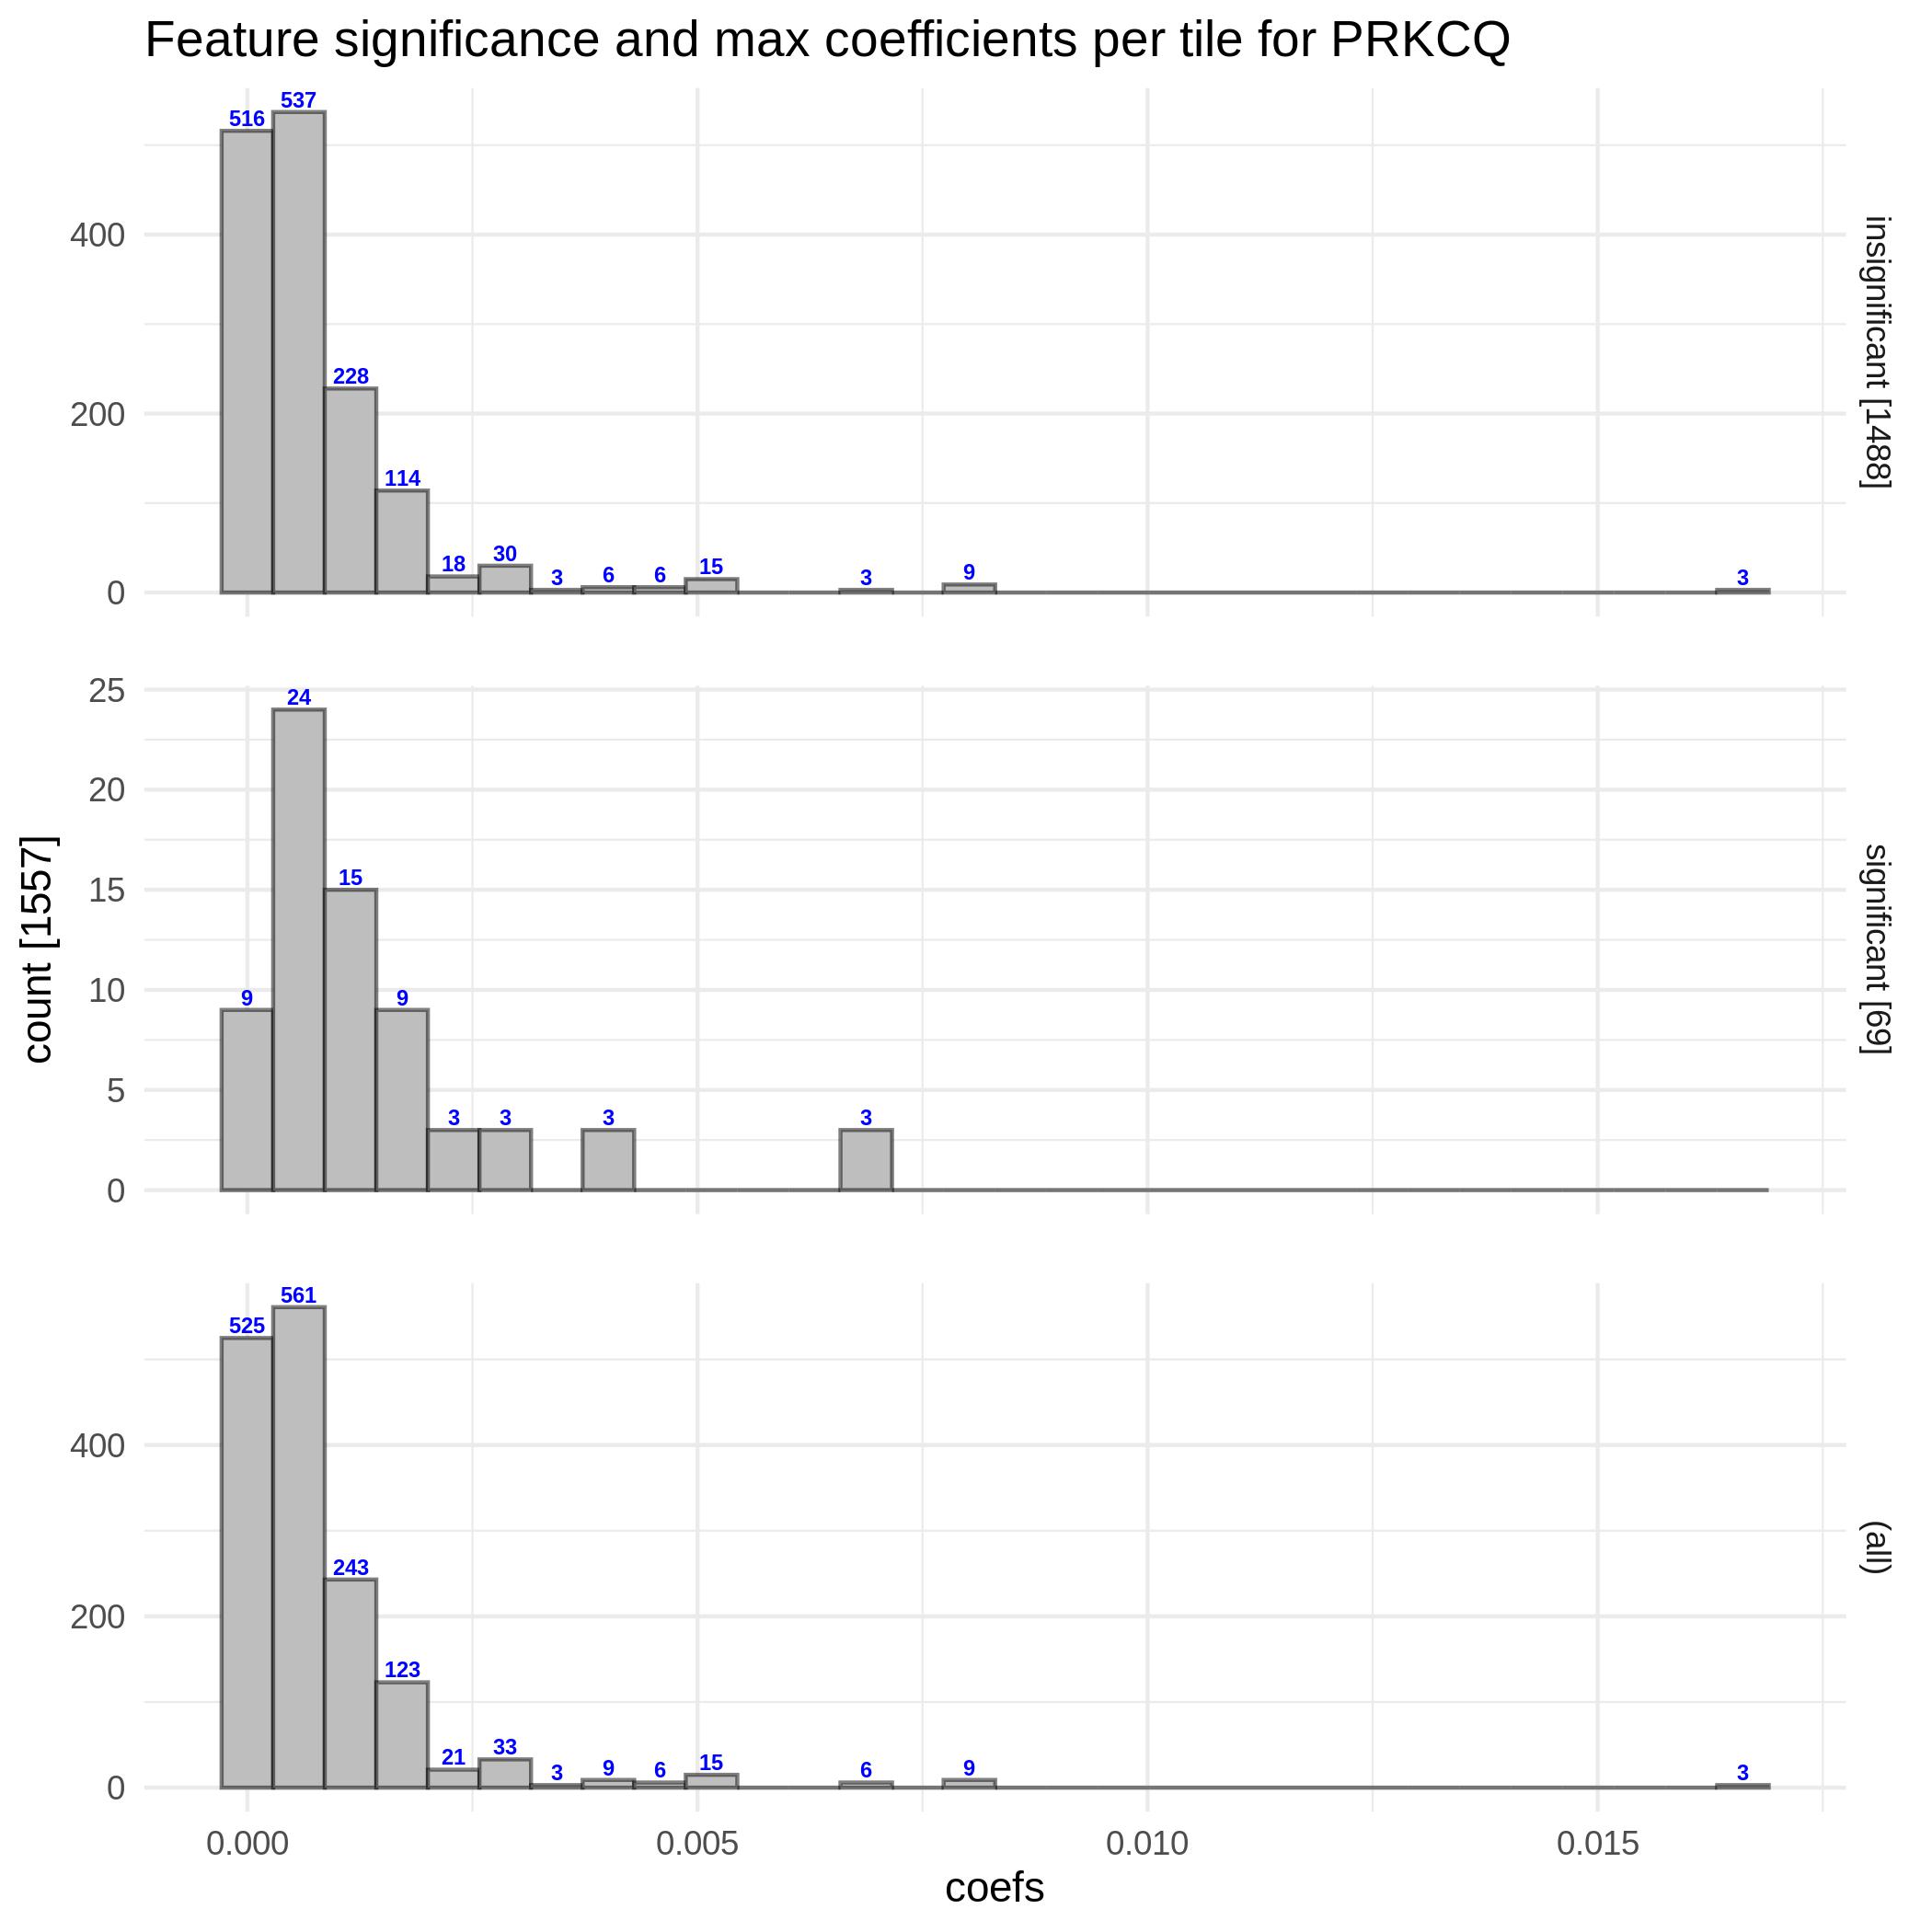 Feature significance and max coefficients per tile for PRKCQ
516 537 228 114 18 30 3 6 6 15 3 9 3
400
200
0
insignificant [1488]
count [1557]
9 24 15 9 3 3 3 3
25
20
15
10
5
0
significant [69]
525 561 243 123 21 33 3 9 6 15 6 9 3
400
200
0
(all)
0.000 0.005 0.010 0.015
coefs